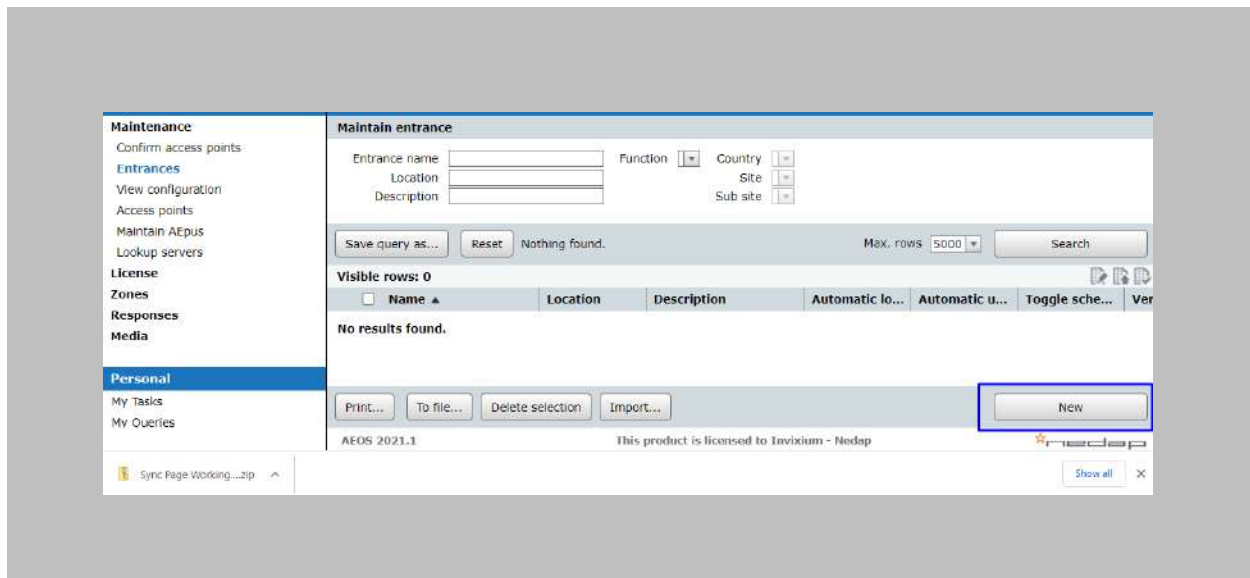 Maintenance
Confirm access points
Entrances
View configuration
Access points
Maintain AEpus
Lookup servers
License
Zones
Responses
Media
Personal
My Tasks
My Queries
Maintain entrance
Entrance name Function Country
Location Site
Description Sub site
Save query as... Reset Nothing found. Max. rows 5000 Search
Visible rows: 0
Name ▲ Location Description Automatic lo... Automatic u... Toggle sche... Ver
No results found.
Print... To file... Delete selection Import... New
AEOS 2021.1 This product is licensed to Invixium - Nedap nedap
Sync Page Working....zip Show all